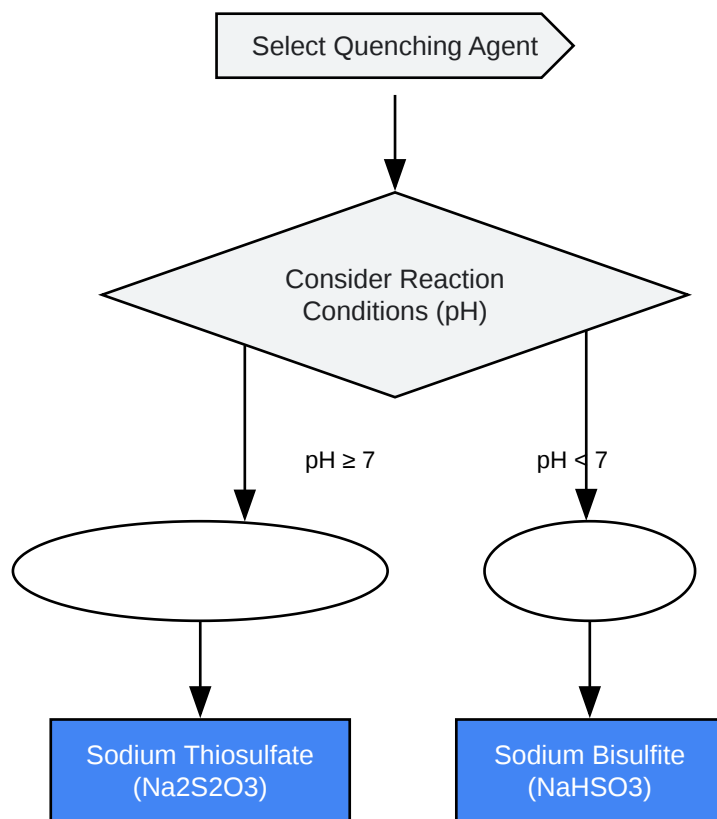 Select Quenching Agent
Consider Reaction
Conditions (pH)
pH ≥ 7
pH < 7
Sodium Thiosulfate
(Na2S2O3)
Sodium Bisulfite
(NaHSO3)